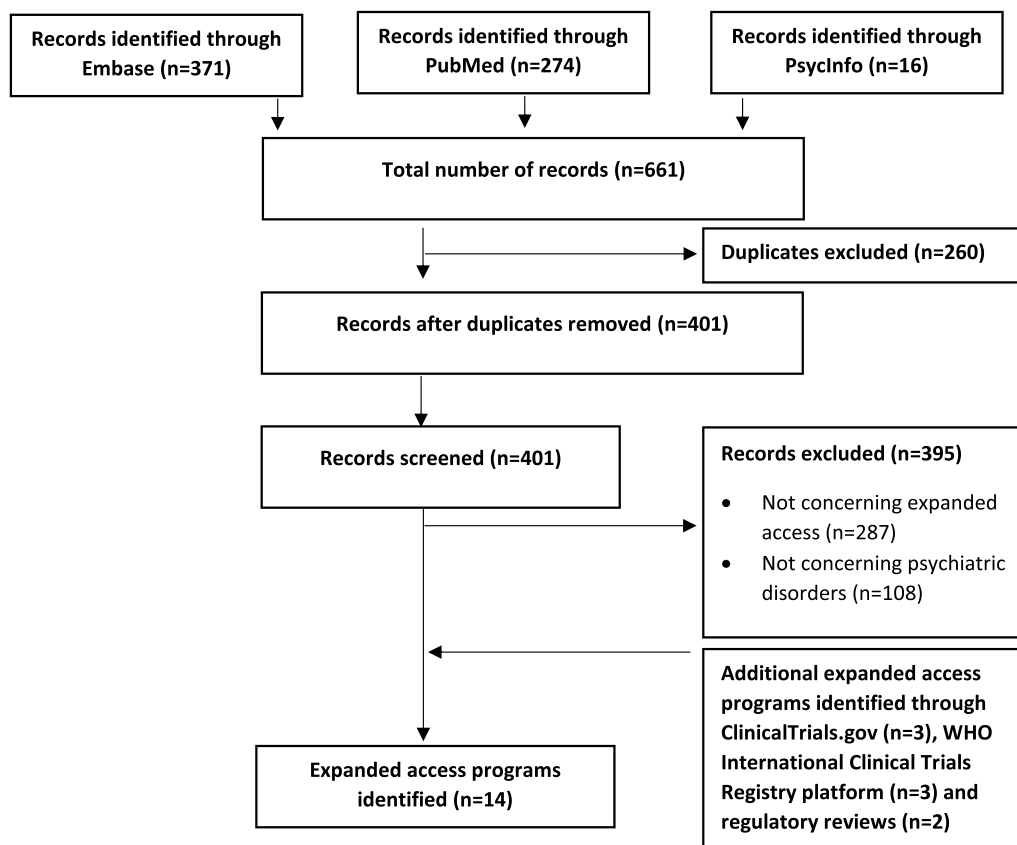 Records identified through
Embase (n=371)
Records identified through
PubMed (n=274)
Records identified through
PsycInfo (n=16)
Total number of records (n=661)
Duplicates excluded (n=260)
Records after duplicates removed (n=401)
Records screened (n=401)
Records excluded (n=395)
• Not concerning expanded
access (n=287)
• Not concerning psychiatric
disorders (n=108)
Additional expanded access
programs identified through
ClinicalTrials.gov (n=3), WHO
International Clinical Trials
Registry platform (n=3) and
regulatory reviews (n=2)
Expanded access programs
identified (n=14)